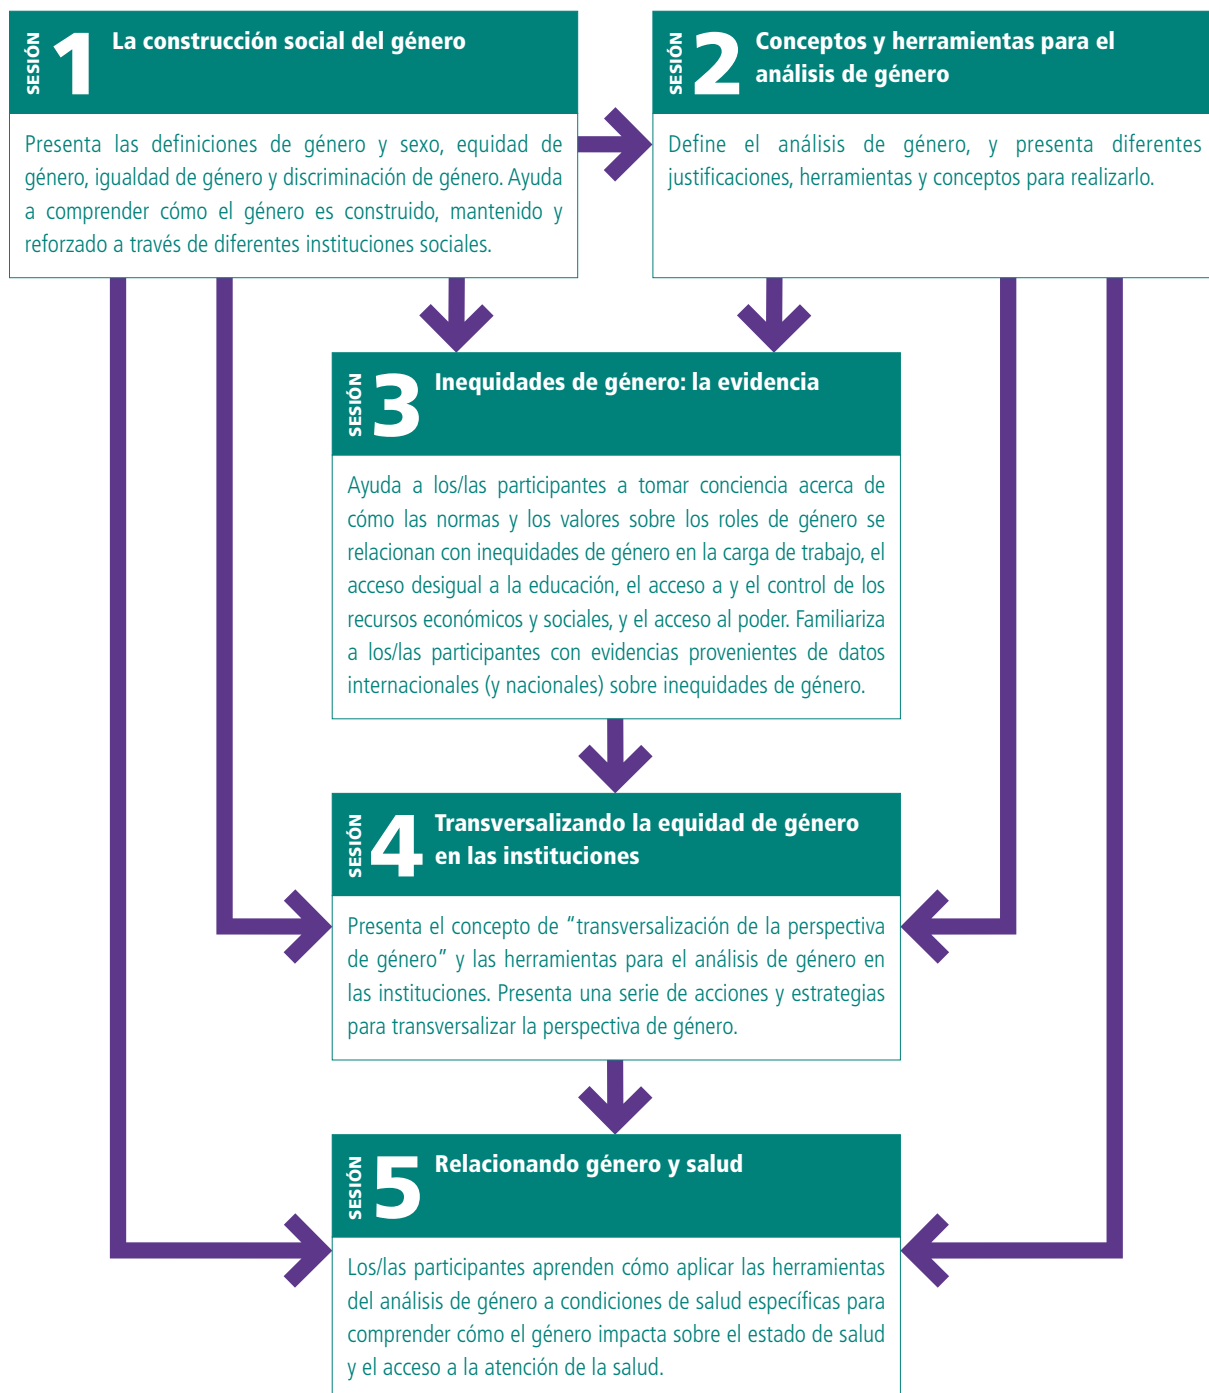 SESIÓN 1 La construcción social del género
Presenta las definiciones de género y sexo, equidad de
género, igualdad de género y discriminación de género. Ayuda
a comprender cómo el género es construido, mantenido y
reforzado a través de diferentes instituciones sociales.
SESIÓN 2 Conceptos y herramientas para el
análisis de género
Define el análisis de género, y presenta diferentes
justificaciones, herramientas y conceptos para realizarlo.
SESIÓN 3 Inequidades de género: la evidencia
Ayuda a los/las participantes a tomar conciencia acerca de
cómo las normas y los valores sobre los roles de género se
relacionan con inequidades de género en la carga de trabajo, el
acceso desigual a la educación, el acceso a y el control de los
recursos económicos y sociales, y el acceso al poder. Familiariza
a los/las participantes con evidencias provenientes de datos
internacionales (y nacionales) sobre inequidades de género.
SESIÓN 4 Transversalizando la equidad de género
en las instituciones
Presenta el concepto de “transversalización de la perspectiva
de género” y las herramientas para el análisis de género en
las instituciones. Presenta una serie de acciones y estrategias
para transversalizar la perspectiva de género.
SESIÓN 5 Relacionando género y salud
Los/las participantes aprenden cómo aplicar las herramientas
del análisis de género a condiciones de salud específicas para
comprender cómo el género impacta sobre el estado de salud
y el acceso a la atención de la salud.